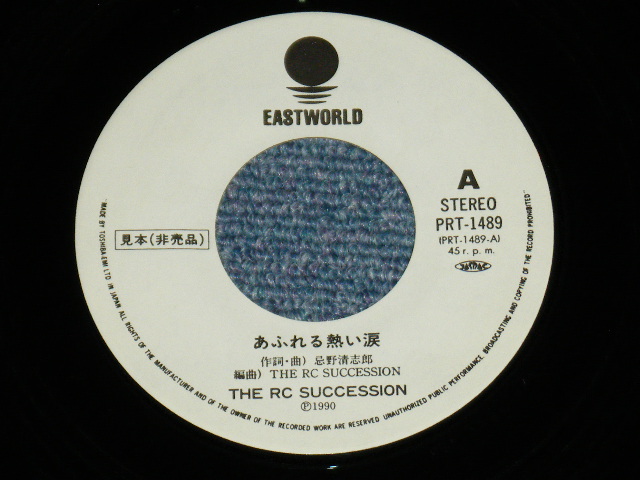 EASTWORLD
A
STEREO
PRT-1489
(PRT-1489-A)
45 r. p. m.
JASRAC
見本(非売品)
あふれる熱い涙
作詞・曲) 忌野清志郎
編曲) THE RC SUCCESSION
THE RC SUCCESSION
Ⓟ1990
"MADE BY TOSHIBA-EMI LTD IN JAPAN ALL RIGHTS OF THE MANUFACTURER AND OF THE OWNER OF THE RECORDED WORK ARE RESERVED. UNAUTHORIZED PUBLIC PERFORMANCE, BROADCASTING AND COPYING OF THE RECORD PROHIBITED"